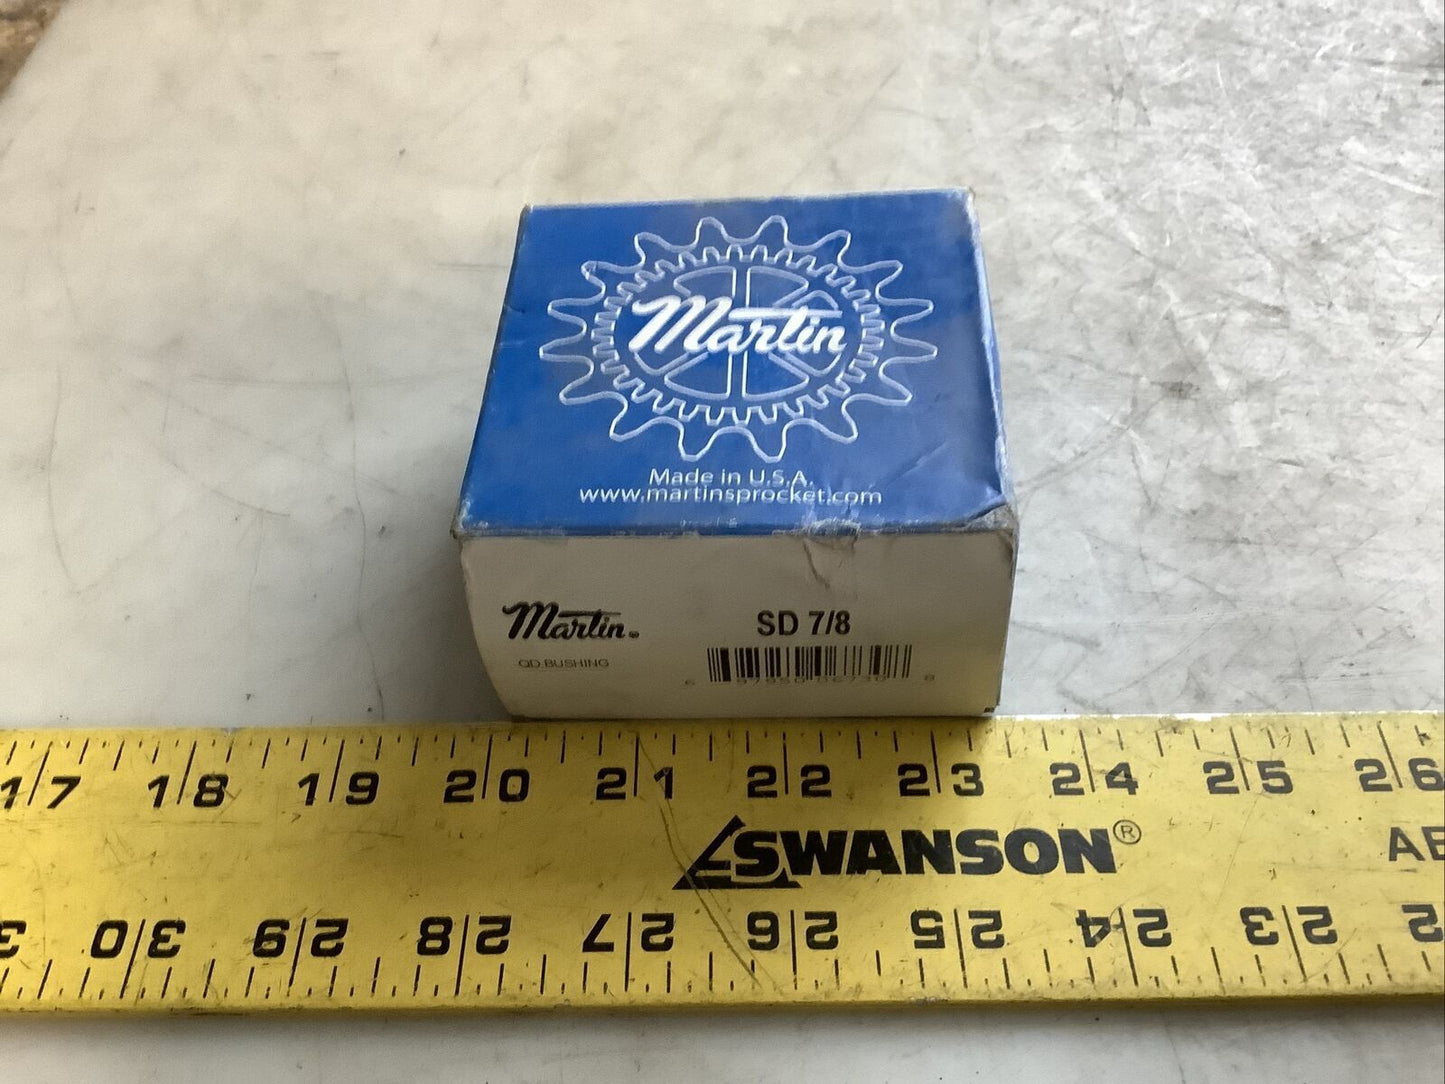 Martin
Made in U.S.A.
www.martinsprocket.com
Martin®
SD 7/8
QD BUSHING
17 18 19 20 21 22 23 24 25 26
SWANSON®
30 29 28 27 26 25 24 23